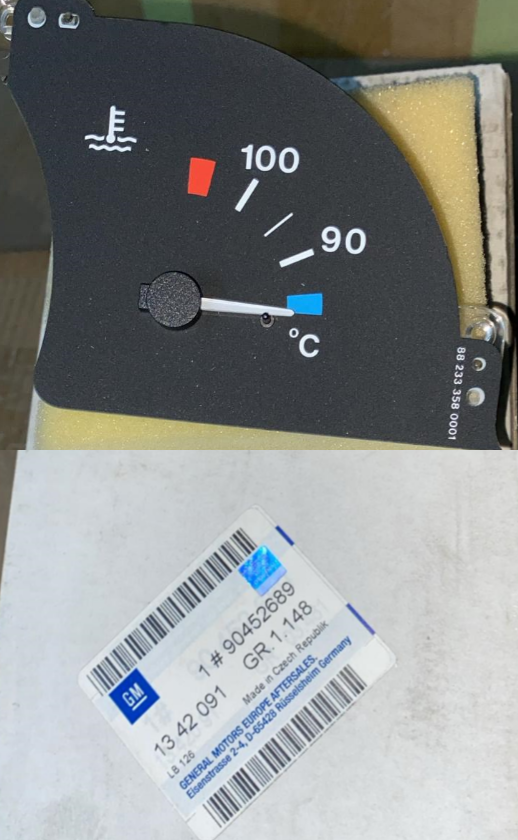 100
90
°C
88 233 358 0001
1 # 90452689
GM
13 42 091 GR. 1.148
LB 126 Made in Czech Republik
GENERAL MOTORS EUROPE AFTERSALES,
Eisenstrasse 2-4, D-65428 Rüsselsheim Germany